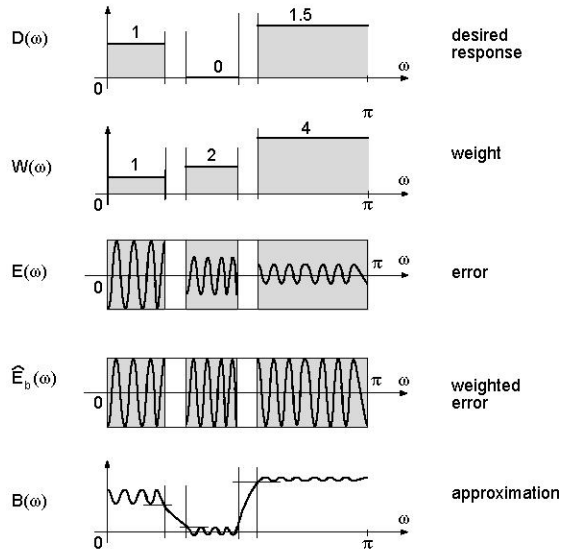 D(ω)
1
0
1.5
0
ω
π
desired
response
W(ω)
1
2
4
0
ω
π
weight
E(ω)
0
π ω
error
Ê_b(ω)
0
π ω
weighted
error
B(ω)
0
ω
π
approximation